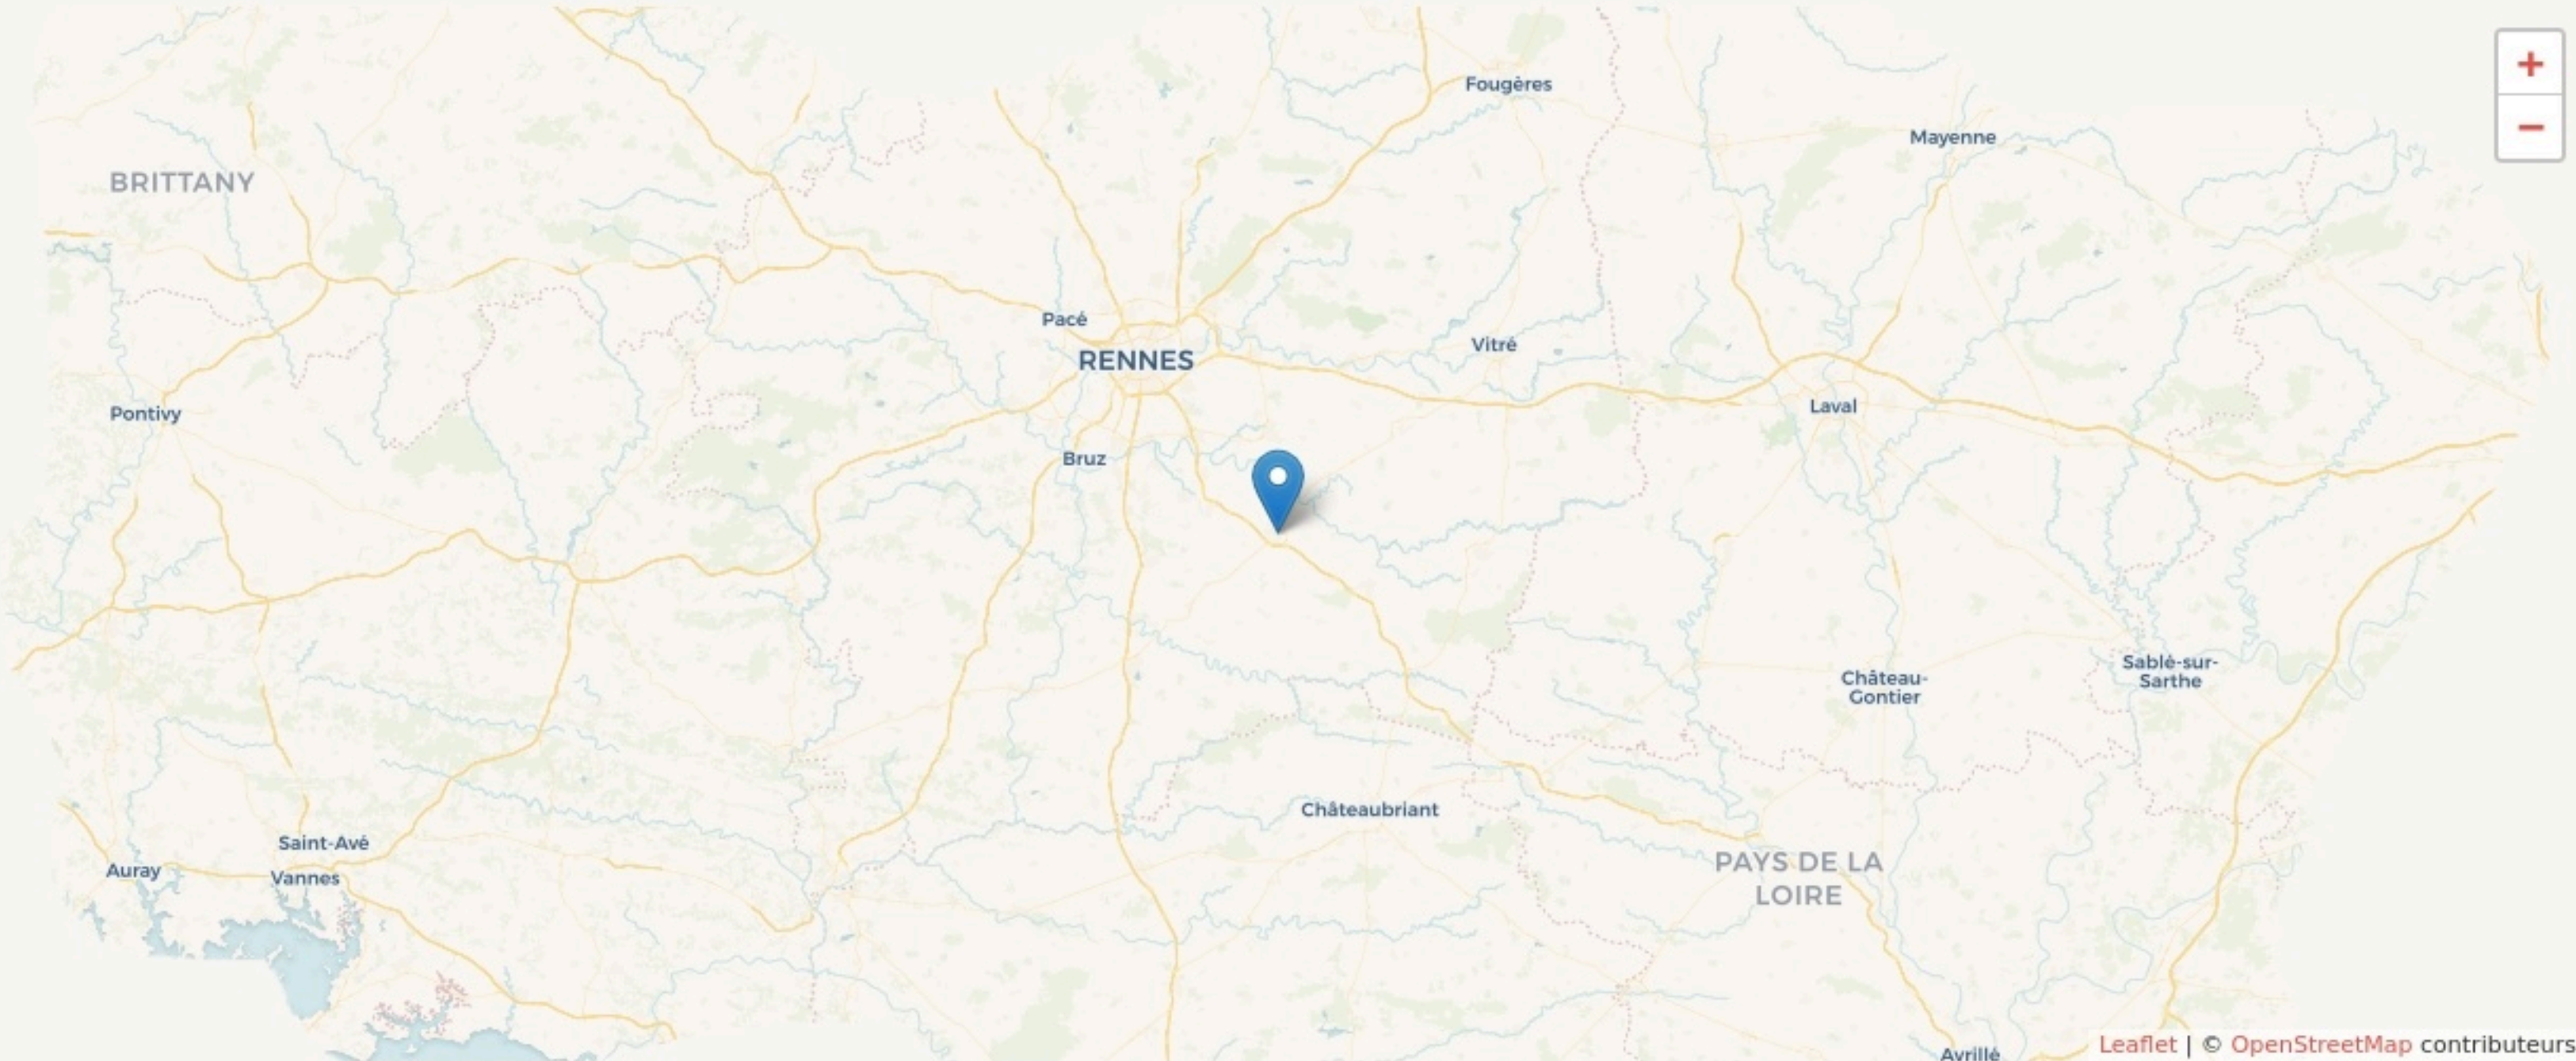 +
Fougères
Mayenne
−
BRITTANY
Pacé
RENNES
Vitré
Pontivy
Laval
Bruz
Château-
Gontier
Sablé-sur-
Sarthe
Châteaubriant
Saint-Avé
Auray
Vannes
PAYS DE LA
LOIRE
Avrillé
Leaflet | © OpenStreetMap contributeurs